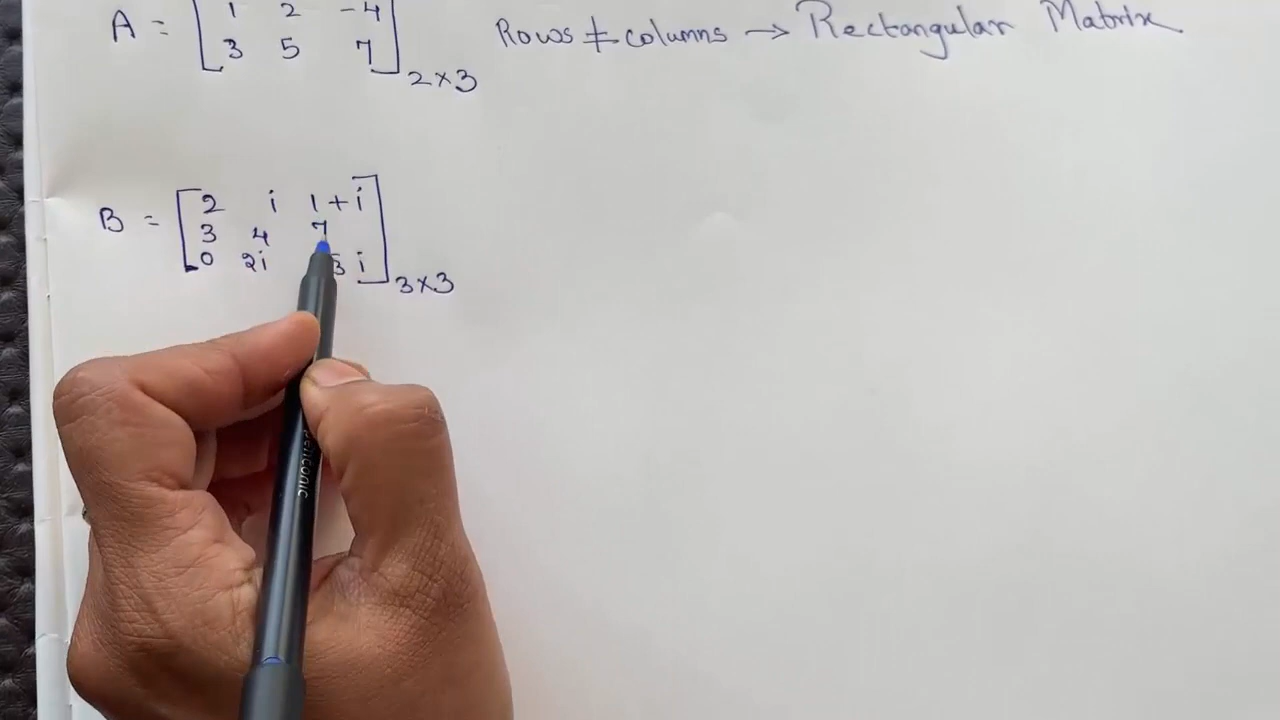 A = [ 1 2 -4
3 5 7 ] 2×3 Rows ≠ columns → Rectangular Matrix
B = [ 2 i 1+i
3 4 7
0 2i 3i ] 3×3